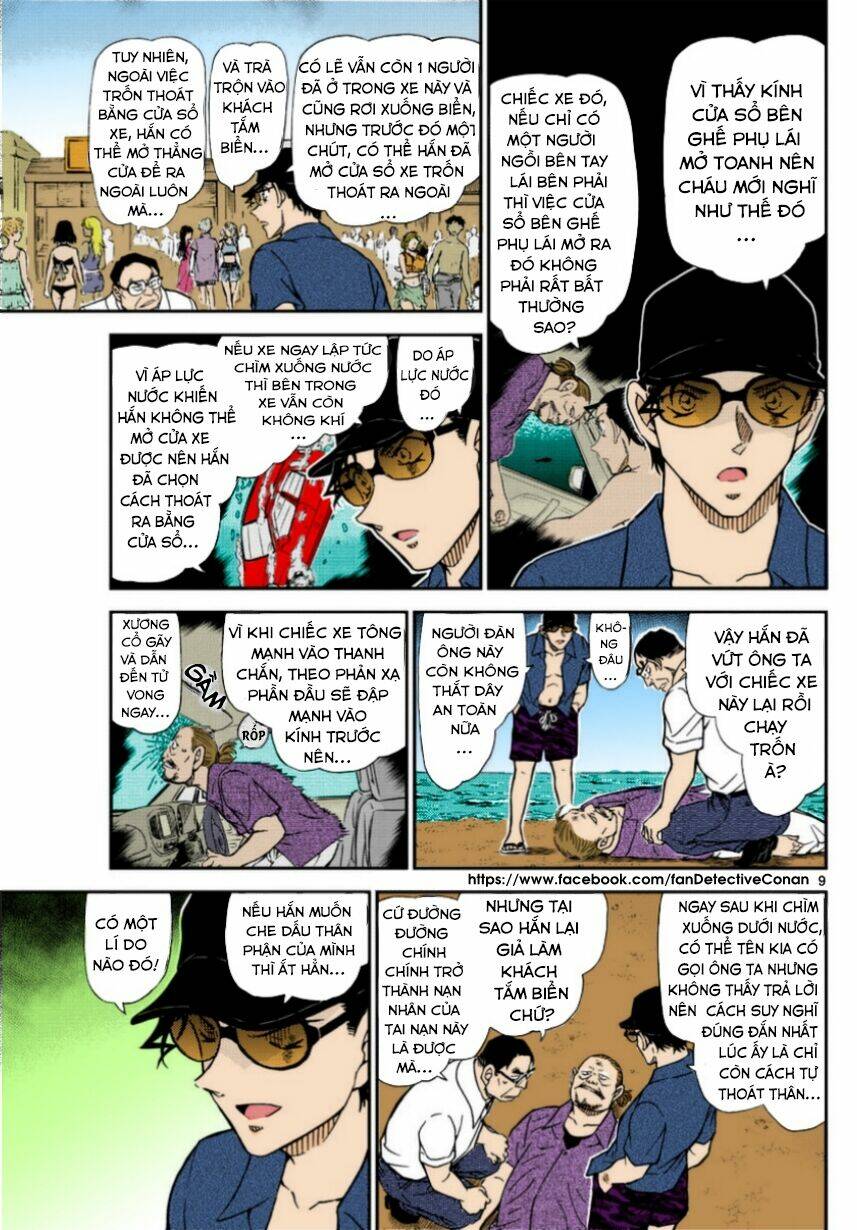 VÌ THẤY KÍNH
CỬA SỔ BÊN
GHẾ PHỤ LÁI
MỞ TOANH NÊN
CHÁU MỚI NGHĨ
NHƯ THẾ ĐÓ
...
CHIẾC XE ĐÓ,
NẾU CHỈ CÓ
MỘT NGƯỜI
NGỒI BÊN TAY
LÁI BÊN PHẢI
THÌ VIỆC CỬA
SỔ BÊN GHẾ
PHỤ LÁI MỞ RA
ĐÓ KHÔNG
PHẢI RẤT BẤT
THƯỜNG
SAO?
CÓ LẼ VẪN CÒN 1 NGƯỜI
ĐÃ Ở TRONG XE NÀY VÀ
CŨNG RƠI XUỐNG BIỂN,
NHƯNG TRƯỚC ĐÓ MỘT
CHÚT, CÓ THỂ HẮN ĐÃ
MỞ CỬA SỔ XE TRỐN
THOÁT RA NGOÀI
...
VÀ TRÀ
TRỘN VÀO
KHÁCH
TẮM
BIỂN...
TUY NHIÊN,
NGOÀI VIỆC
TRỐN THOÁT
BẰNG CỬA SỔ
XE, HẮN CÓ
THỂ MỞ THẲNG
CỬA ĐỂ RA
NGOÀI LUÔN
MÀ...
DO ÁP
LỰC NƯỚC
ĐÓ
...
NẾU XE NGAY LẬP TỨC
CHÌM XUỐNG NƯỚC
THÌ BÊN TRONG
XE VẪN CÒN
KHÔNG KHÍ
...
VÌ ÁP LỰC
NƯỚC KHIẾN
HẮN KHÔNG THỂ
MỞ CỬA XE
ĐƯỢC NÊN HẮN
ĐÃ CHỌN
CÁCH THOÁT
RA BẰNG
CỬA SỔ...
VẬY HẮN ĐÃ
VỨT ÔNG TA
VỚI CHIẾC XE
NÀY LẠI RỒI
CHẠY
TRỐN
À?
KHÔ-
NG
ĐÂU
...
NGƯỜI ĐÀN
ÔNG NÀY
CÒN KHÔNG
THẮT DÂY
AN TOÀN
NỮA
...
VÌ KHI CHIẾC XE TÔNG
MẠNH VÀO THANH
CHẮN, THEO PHẢN XẠ
PHẦN ĐẦU SẼ ĐẬP
MẠNH VÀO
KÍNH TRƯỚC
NÊN...
GẦM
RỐP
XƯƠNG
CỔ GÃY
VÀ DẪN
ĐẾN TỬ
VONG
NGAY...
https://www.facebook.com/fanDetectiveConan 9
NGAY SAU KHI CHÌM
XUỐNG DƯỚI NƯỚC,
CÓ THỂ TÊN KIA CÓ
GỌI ÔNG TA NHƯNG
KHÔNG THẤY TRẢ LỜI
NÊN CÁCH SUY NGHĨ
ĐÚNG ĐẮN NHẤT
LÚC ẤY LÀ CHỈ
CÒN CÁCH TỰ
THOÁT THÂN...
NHƯNG TẠI
SAO HẮN LẠI
GIẢ LÀM
KHÁCH
TẮM BIỂN
CHỨ?
CỨ ĐƯỜNG
ĐƯỜNG
CHÍNH
CHÍNH TRỞ
THÀNH NẠN
NHÂN CỦA
TAI NẠN NÀY
LÀ ĐƯỢC
MÀ...
NẾU HẮN MUỐN
CHE DẤU THÂN
PHẬN CỦA MÌNH
THÌ ẮT HẲN...
CÓ MỘT
LÍ DO
NÀO ĐÓ!